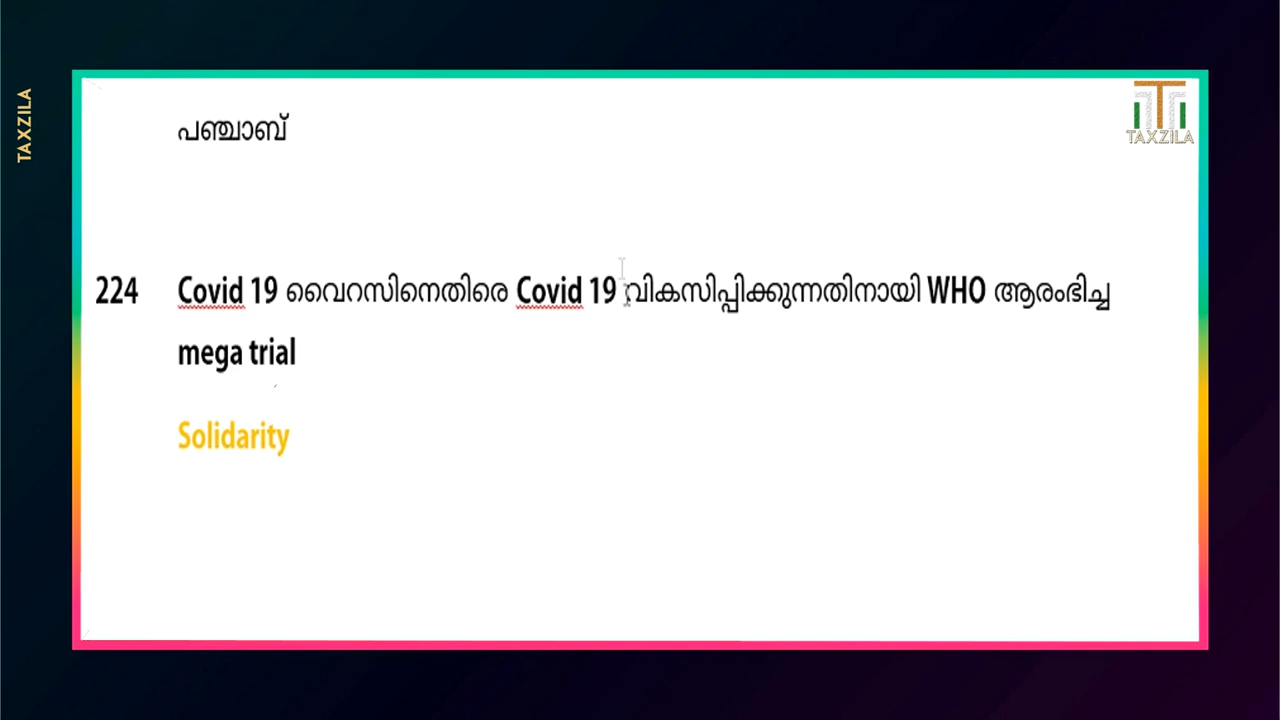 TAXZILA
TAXZILA
പഞ്ചാബ്
224 Covid 19 വൈറസിനെതിരെ Covid 19 വികസിപ്പിക്കുന്നതിനായി WHO ആരംഭിച്ച
mega trial
Solidarity